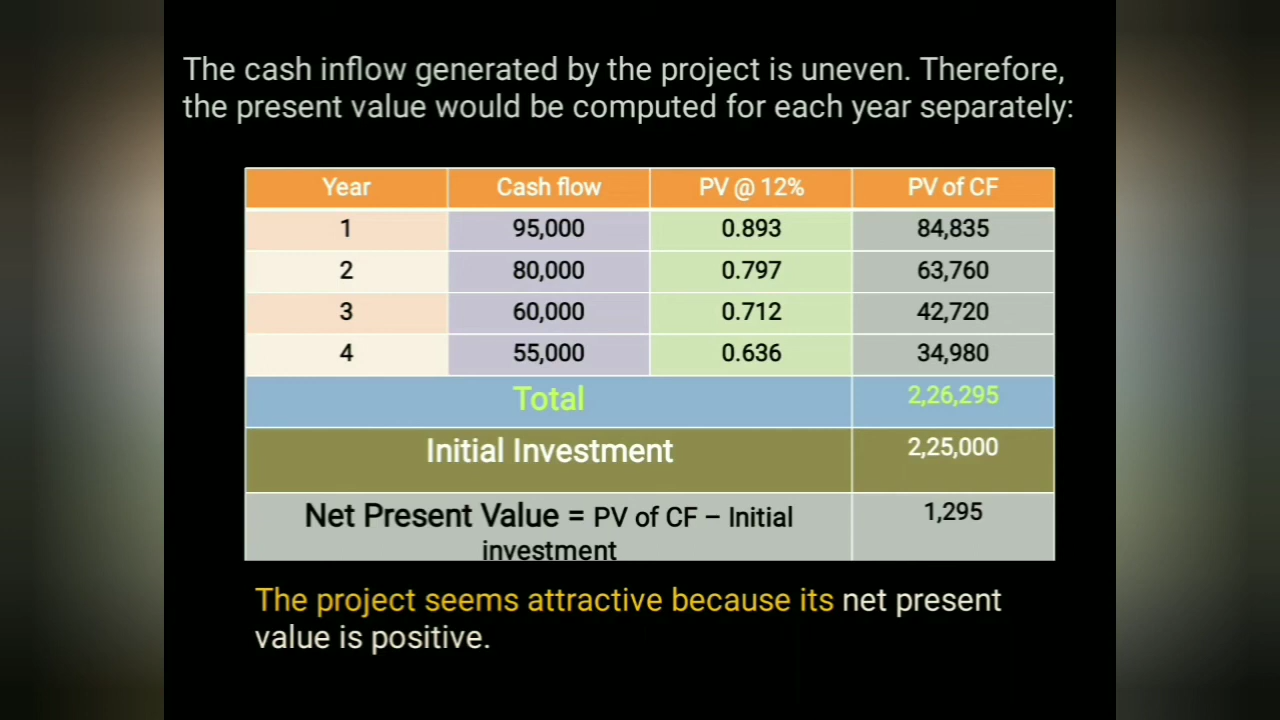 The cash inflow generated by the project is uneven. Therefore,
the present value would be computed for each year separately:
Year Cash flow PV @ 12% PV of CF
1 95,000 0.893 84,835
2 80,000 0.797 63,760
3 60,000 0.712 42,720
4 55,000 0.636 34,980
Total 2,26,295
Initial Investment 2,25,000
Net Present Value = PV of CF – Initial 1,295
investment
The project seems attractive because its net present
value is positive.